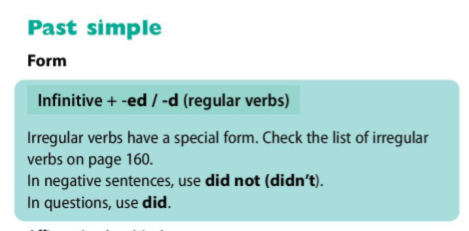 Past simple
Form
Infinitive + -ed / -d (regular verbs)
Irregular verbs have a special form. Check the list of irregular
verbs on page 160.
In negative sentences, use did not (didn't).
In questions, use did.